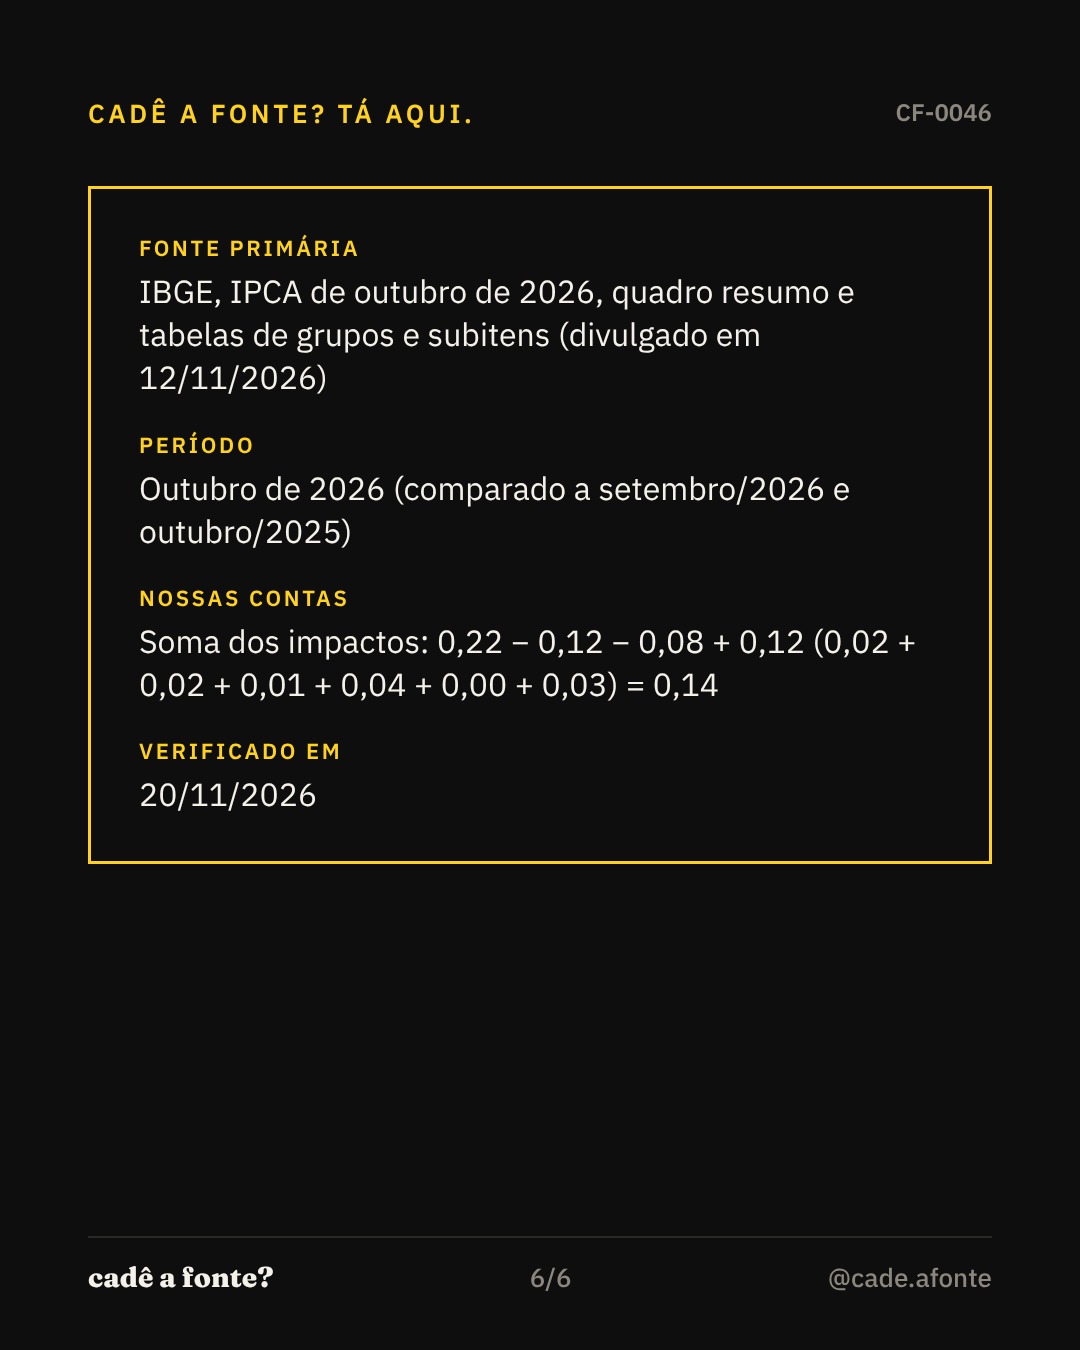 CADÊ A FONTE? TÁ AQUI.
CF-0046
FONTE PRIMÁRIA
IBGE, IPCA de outubro de 2026, quadro resumo e
tabelas de grupos e subitens (divulgado em
12/11/2026)
PERÍODO
Outubro de 2026 (comparado a setembro/2026 e
outubro/2025)
NOSSAS CONTAS
Soma dos impactos: 0,22 − 0,12 − 0,08 + 0,12 (0,02 +
0,02 + 0,01 + 0,04 + 0,00 + 0,03) = 0,14
VERIFICADO EM
20/11/2026
cadê a fonte?
6/6
@cade.afonte